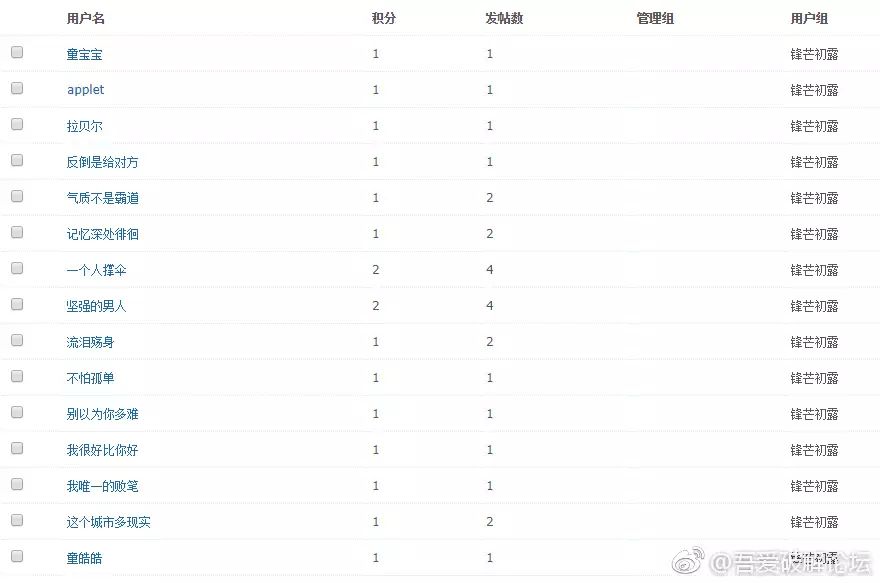 用户名 积分 发帖数 管理组 用户组
童宝宝 1 1 锋芒初露
applet 1 1 锋芒初露
拉贝尔 1 1 锋芒初露
反倒是给对方 1 1 锋芒初露
气质不是霸道 1 2 锋芒初露
记忆深处徘徊 1 2 锋芒初露
一个人撑伞 2 4 锋芒初露
坚强的男人 2 4 锋芒初露
流泪殇身 1 2 锋芒初露
不怕孤单 1 1 锋芒初露
别以为你多难 1 1 锋芒初露
我很好比你好 1 1 锋芒初露
我唯一的败笔 1 1 锋芒初露
这个城市多现实 1 2 锋芒初露
童皓皓 1 1 锋芒初露
@吾爱破解论坛